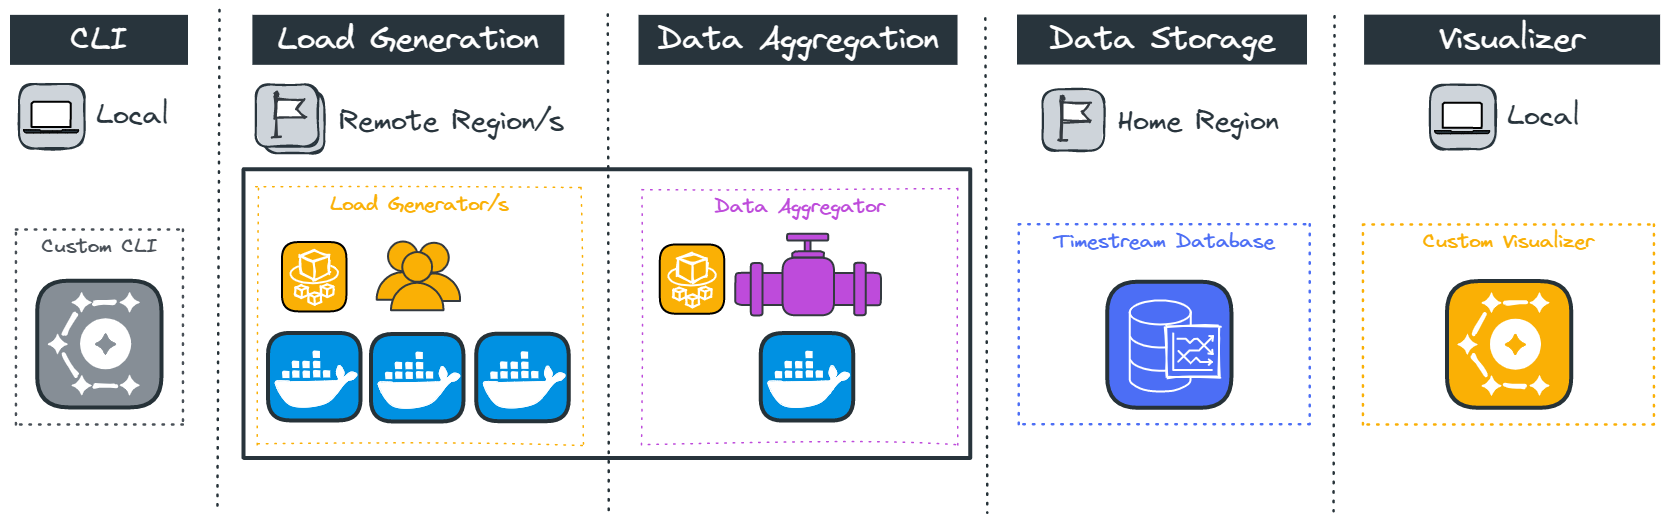 CLI
Load Generation
Data Aggregation
Data Storage
Visualizer
Local
Remote Region/s
Home Region
Local
Load Generator/s
Data Aggregator
Custom CLI
Timestream Database
Custom Visualizer